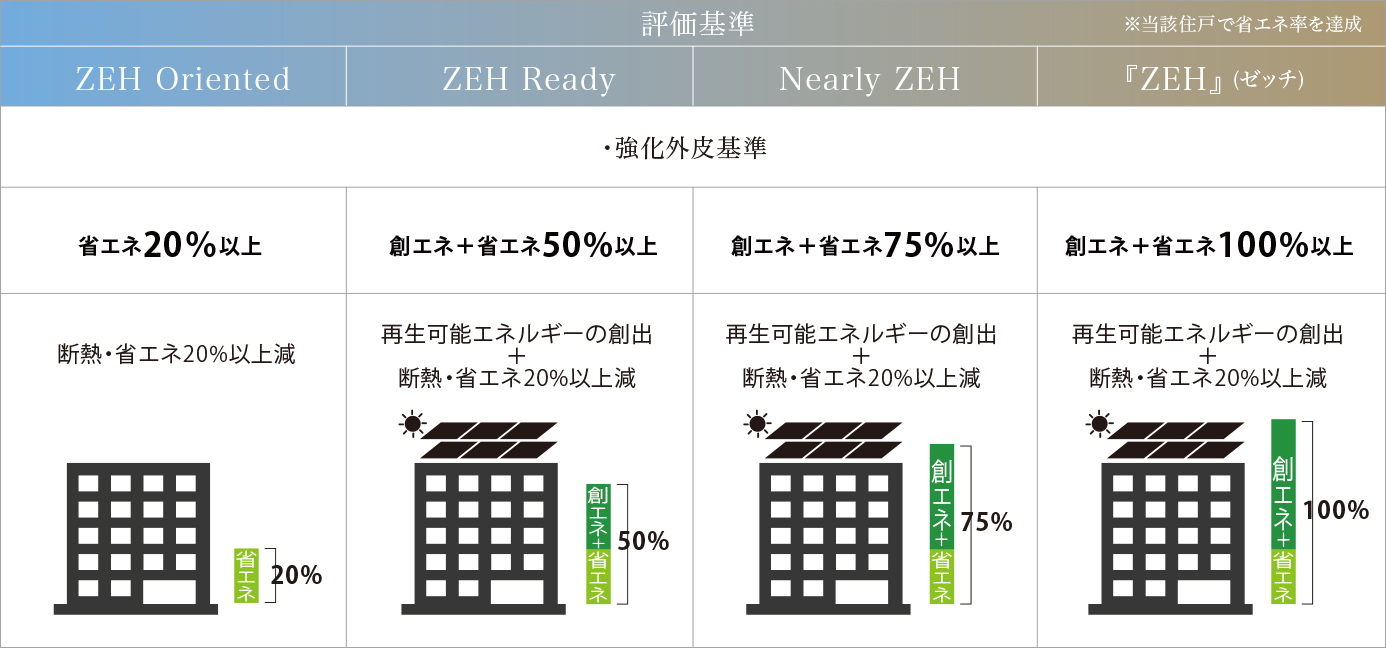 評価基準
※当該住戸で省エネ率を達成
ZEH Oriented
ZEH Ready
Nearly ZEH
『ZEH』(ゼッチ)
・強化外皮基準
省エネ20%以上
創エネ＋省エネ50%以上
創エネ＋省エネ75%以上
創エネ＋省エネ100%以上
断熱・省エネ20%以上減
再生可能エネルギーの創出
＋
断熱・省エネ20%以上減
再生可能エネルギーの創出
＋
断熱・省エネ20%以上減
再生可能エネルギーの創出
＋
断熱・省エネ20%以上減
省エネ
20%
創エネ＋省エネ
50%
創エネ＋省エネ
75%
創エネ＋省エネ
100%